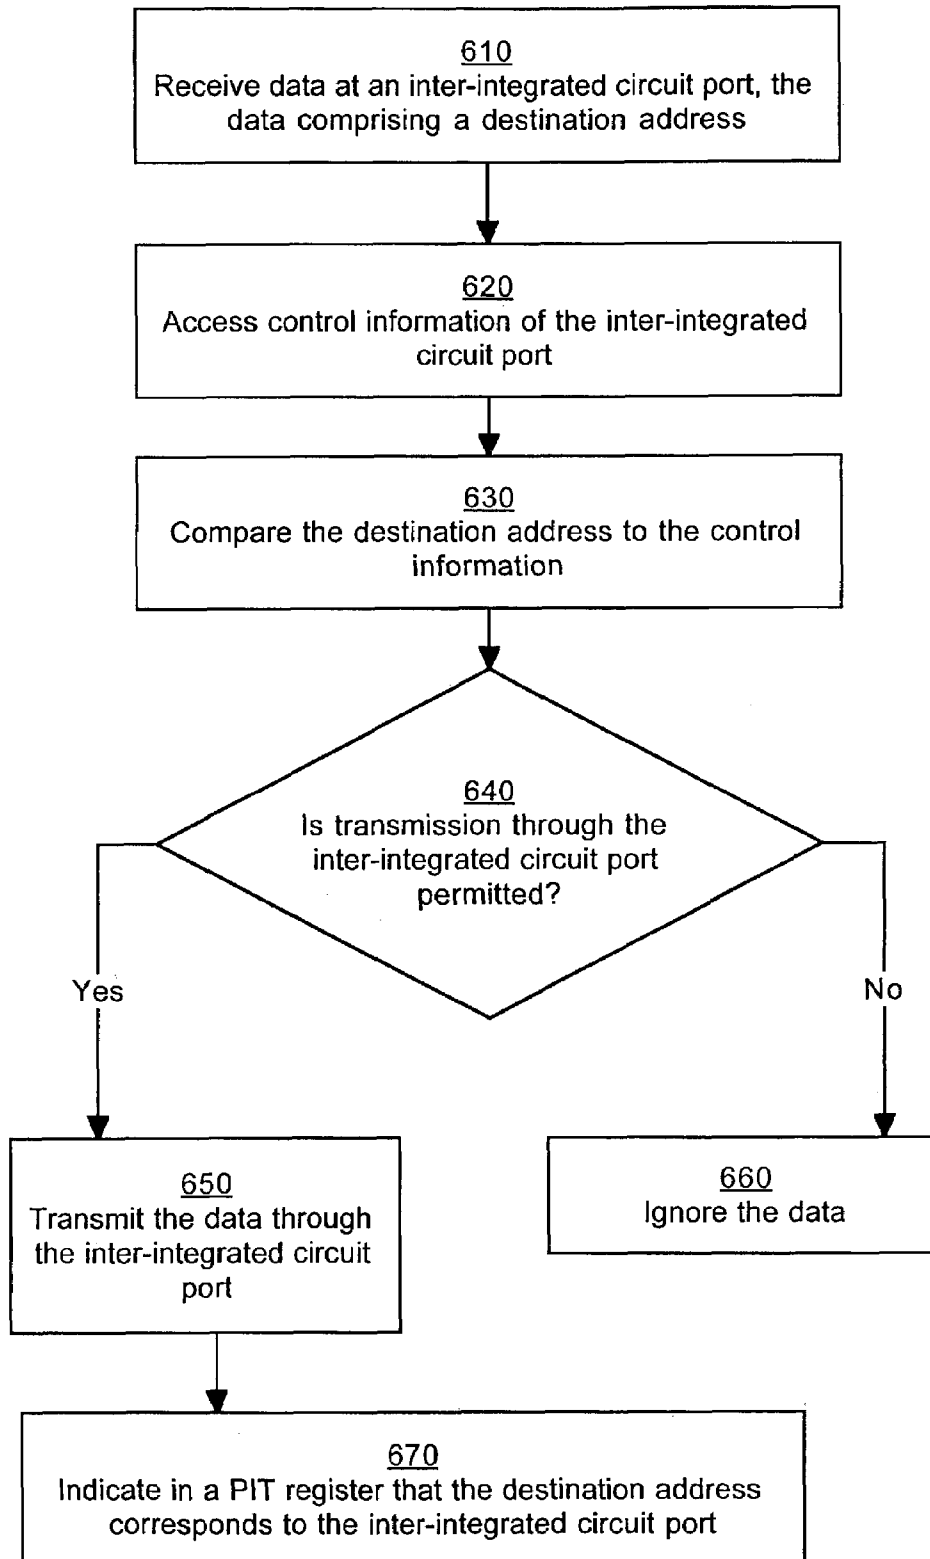 610
Receive data at an inter-integrated circuit port, the
data comprising a destination address
620
Access control information of the inter-integrated
circuit port
630
Compare the destination address to the control
information
640
Is transmission through the
inter-integrated circuit port
permitted?
Yes
No
650
Transmit the data through
the inter-integrated circuit
port
660
Ignore the data
670
Indicate in a PIT register that the destination address
corresponds to the inter-integrated circuit port